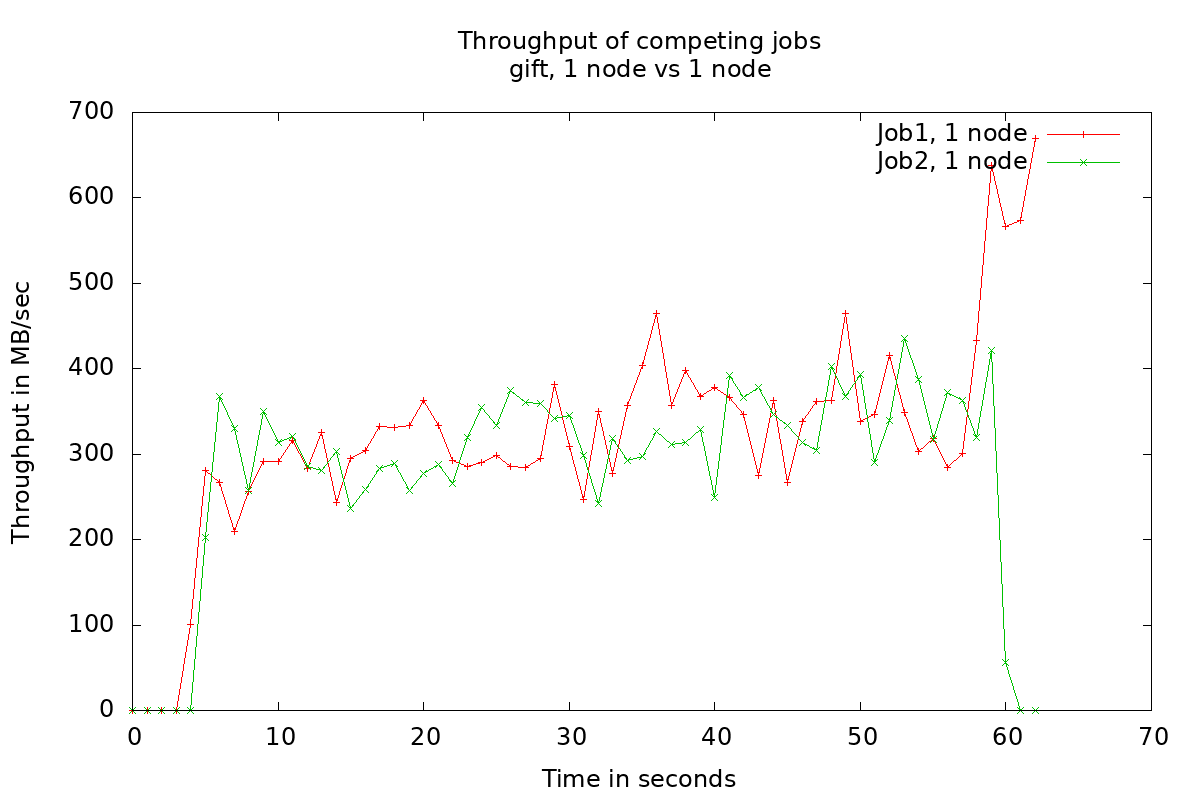 Throughput of competing jobs
gift, 1 node vs 1 node
Throughput in MB/sec
700
600
500
400
300
200
100
0
Job1, 1 node
Job2, 1 node
0 10 20 30 40 50 60 70
Time in seconds